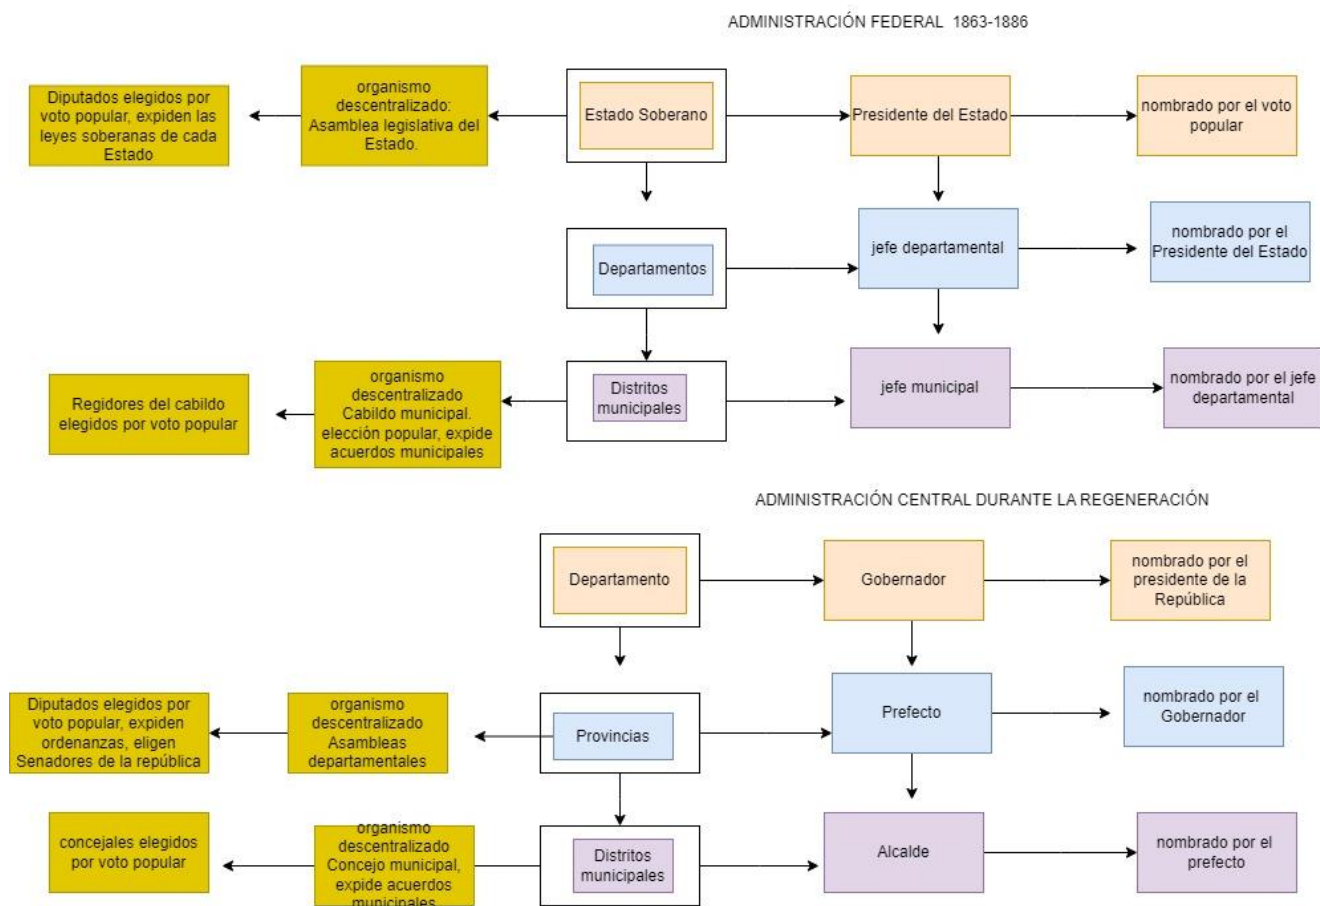 ADMINISTRACIÓN FEDERAL 1863-1886
Diputados elegidos por
voto popular, expiden las
leyes soberanas de cada
Estado
organismo
descentralizado:
Asamblea legislativa del
Estado.
Estado Soberano
Presidente del Estado
nombrado por el voto
popular
Departamentos
jefe departamental
nombrado por el
Presidente del Estado
Regidores del cabildo
elegidos por voto popular
organismo
descentralizado
Cabildo municipal.
elección popular, expide
acuerdos municipales
Distritos
municipales
jefe municipal
nombrado por el jefe
departamental
ADMINISTRACIÓN CENTRAL DURANTE LA REGENERACIÓN
Departamento
Gobernador
nombrado por el
presidente de la
República
Diputados elegidos por
voto popular, expiden
ordenanzas, eligen
Senadores de la república
organismo
descentralizado
Asambleas
departamentales
Provincias
Prefecto
nombrado por el
Gobernador
concejales elegidos
por voto popular
organismo
descentralizado
Concejo municipal,
expide acuerdos
municipales
Distritos
municipales
Alcalde
nombrado por el
prefecto